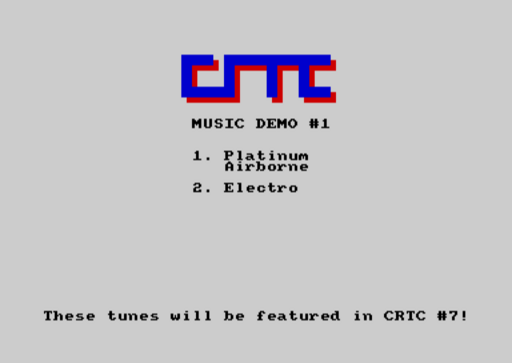 CRTC
MUSIC DEMO #1
1. Platinum
Airborne
2. Electro
These tunes will be featured in CRTC #7!